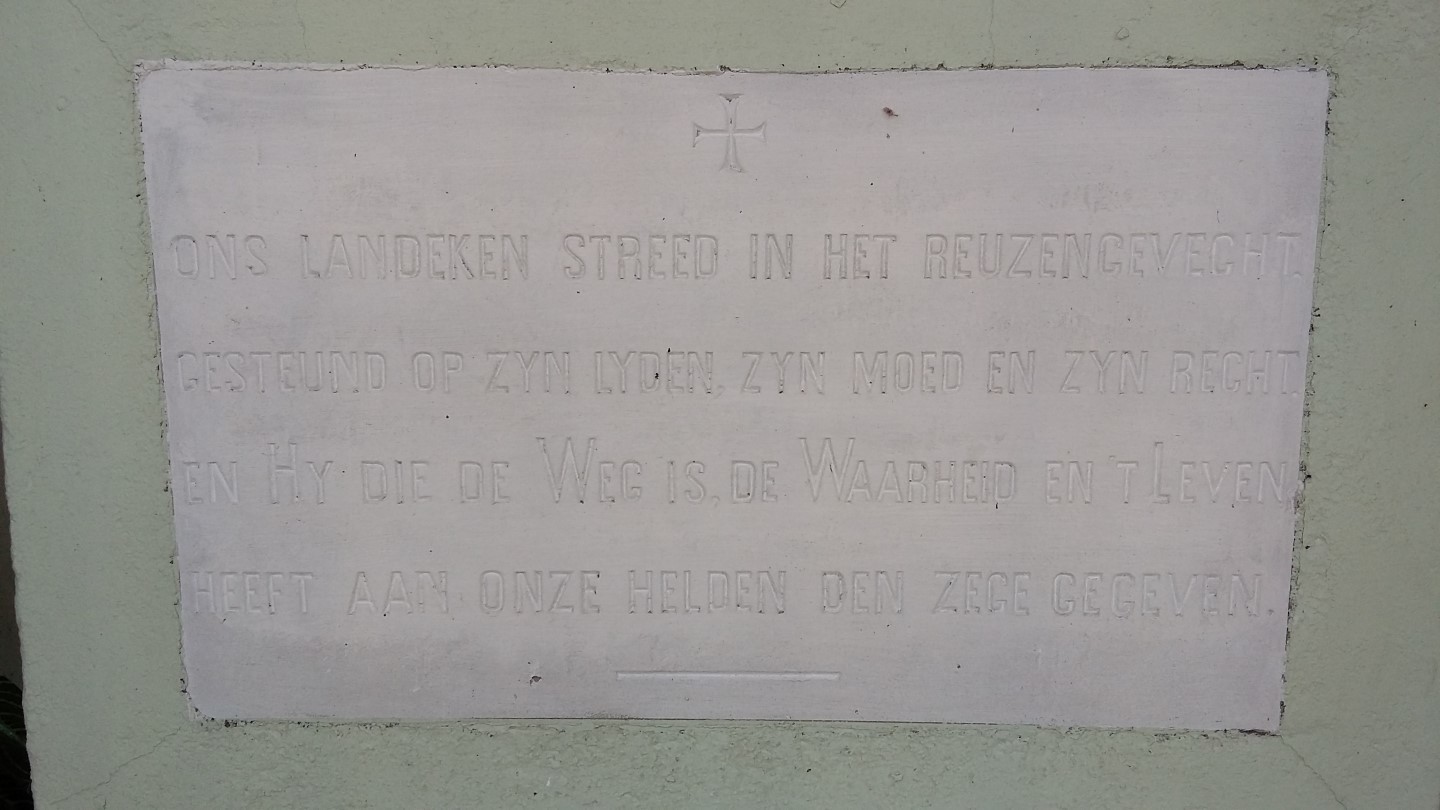 ONS LANDEKEN STREED IN HET REUZENGEVECHT.
GESTEUND OP ZYN LYDEN, ZYN MOED EN ZYN RECHT.
EN HY DIE DE WEG IS, DE WAARHEID EN 'T LEVEN,
HEEFT AAN ONZE HELDEN DEN ZEGE GEGEVEN.